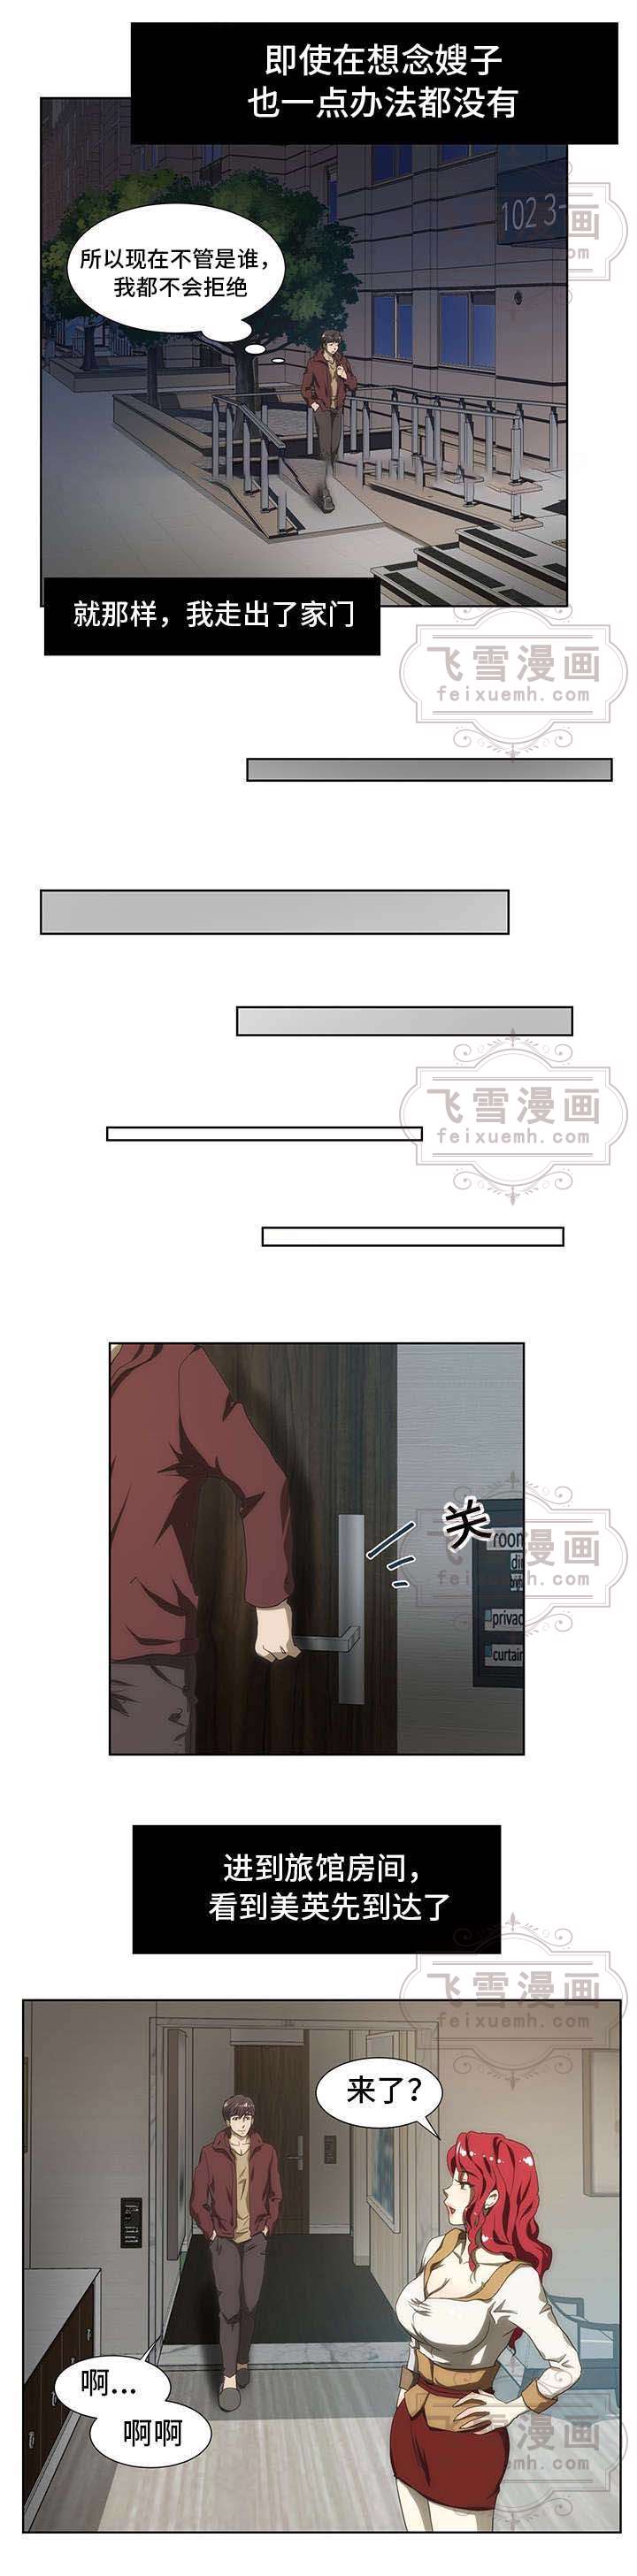 即使在想念嫂子
也一点办法都没有
102 3-
所以现在不管是谁，
我都不会拒绝
就那样，我走出了家门
飞雪漫画
feixuemh.com
飞雪漫画
feixuemh.com
关
room
privac
curtain
飞雪漫画
feixuemh.com
进到旅馆房间，
看到美英先到达了
飞雪漫画
feixuemh.com
来了？
啊...
啊啊
飞雪漫画
feixuemh.com